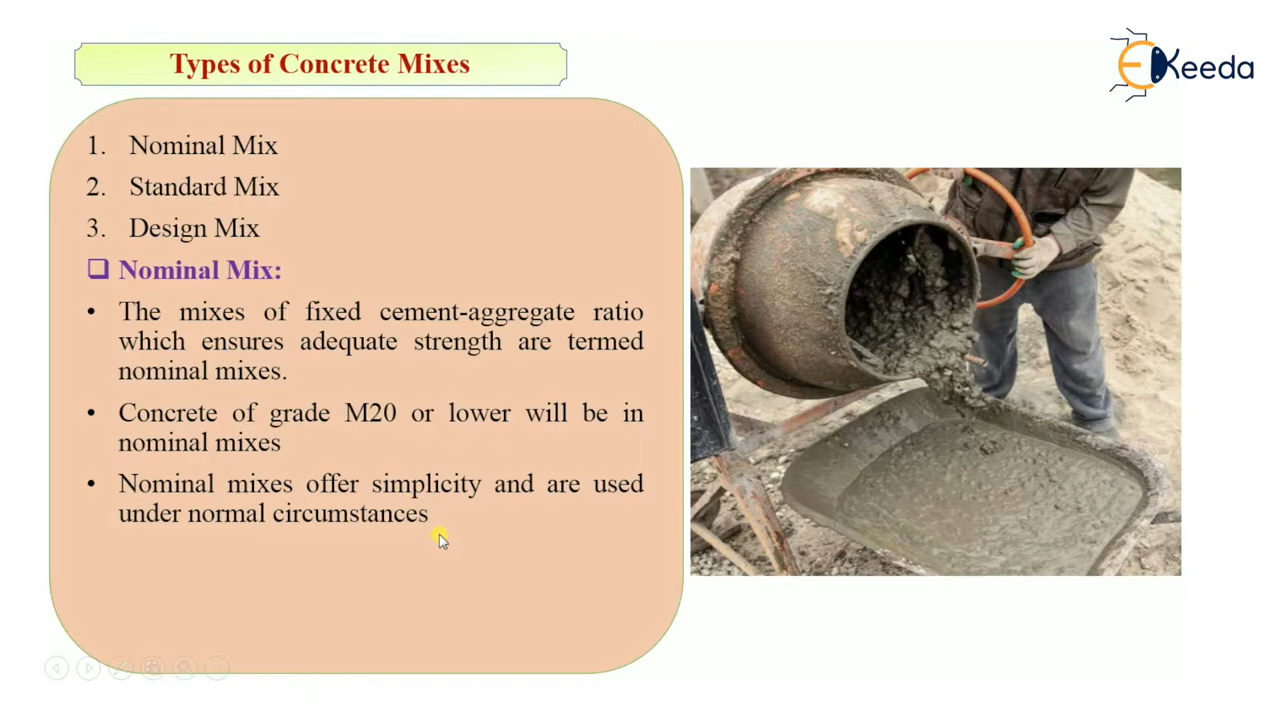 Types of Concrete Mixes
EKeeda
1. Nominal Mix
2. Standard Mix
3. Design Mix
❑ Nominal Mix:
• The mixes of fixed cement-aggregate ratio
which ensures adequate strength are termed
nominal mixes.
• Concrete of grade M20 or lower will be in
nominal mixes
• Nominal mixes offer simplicity and are used
under normal circumstances